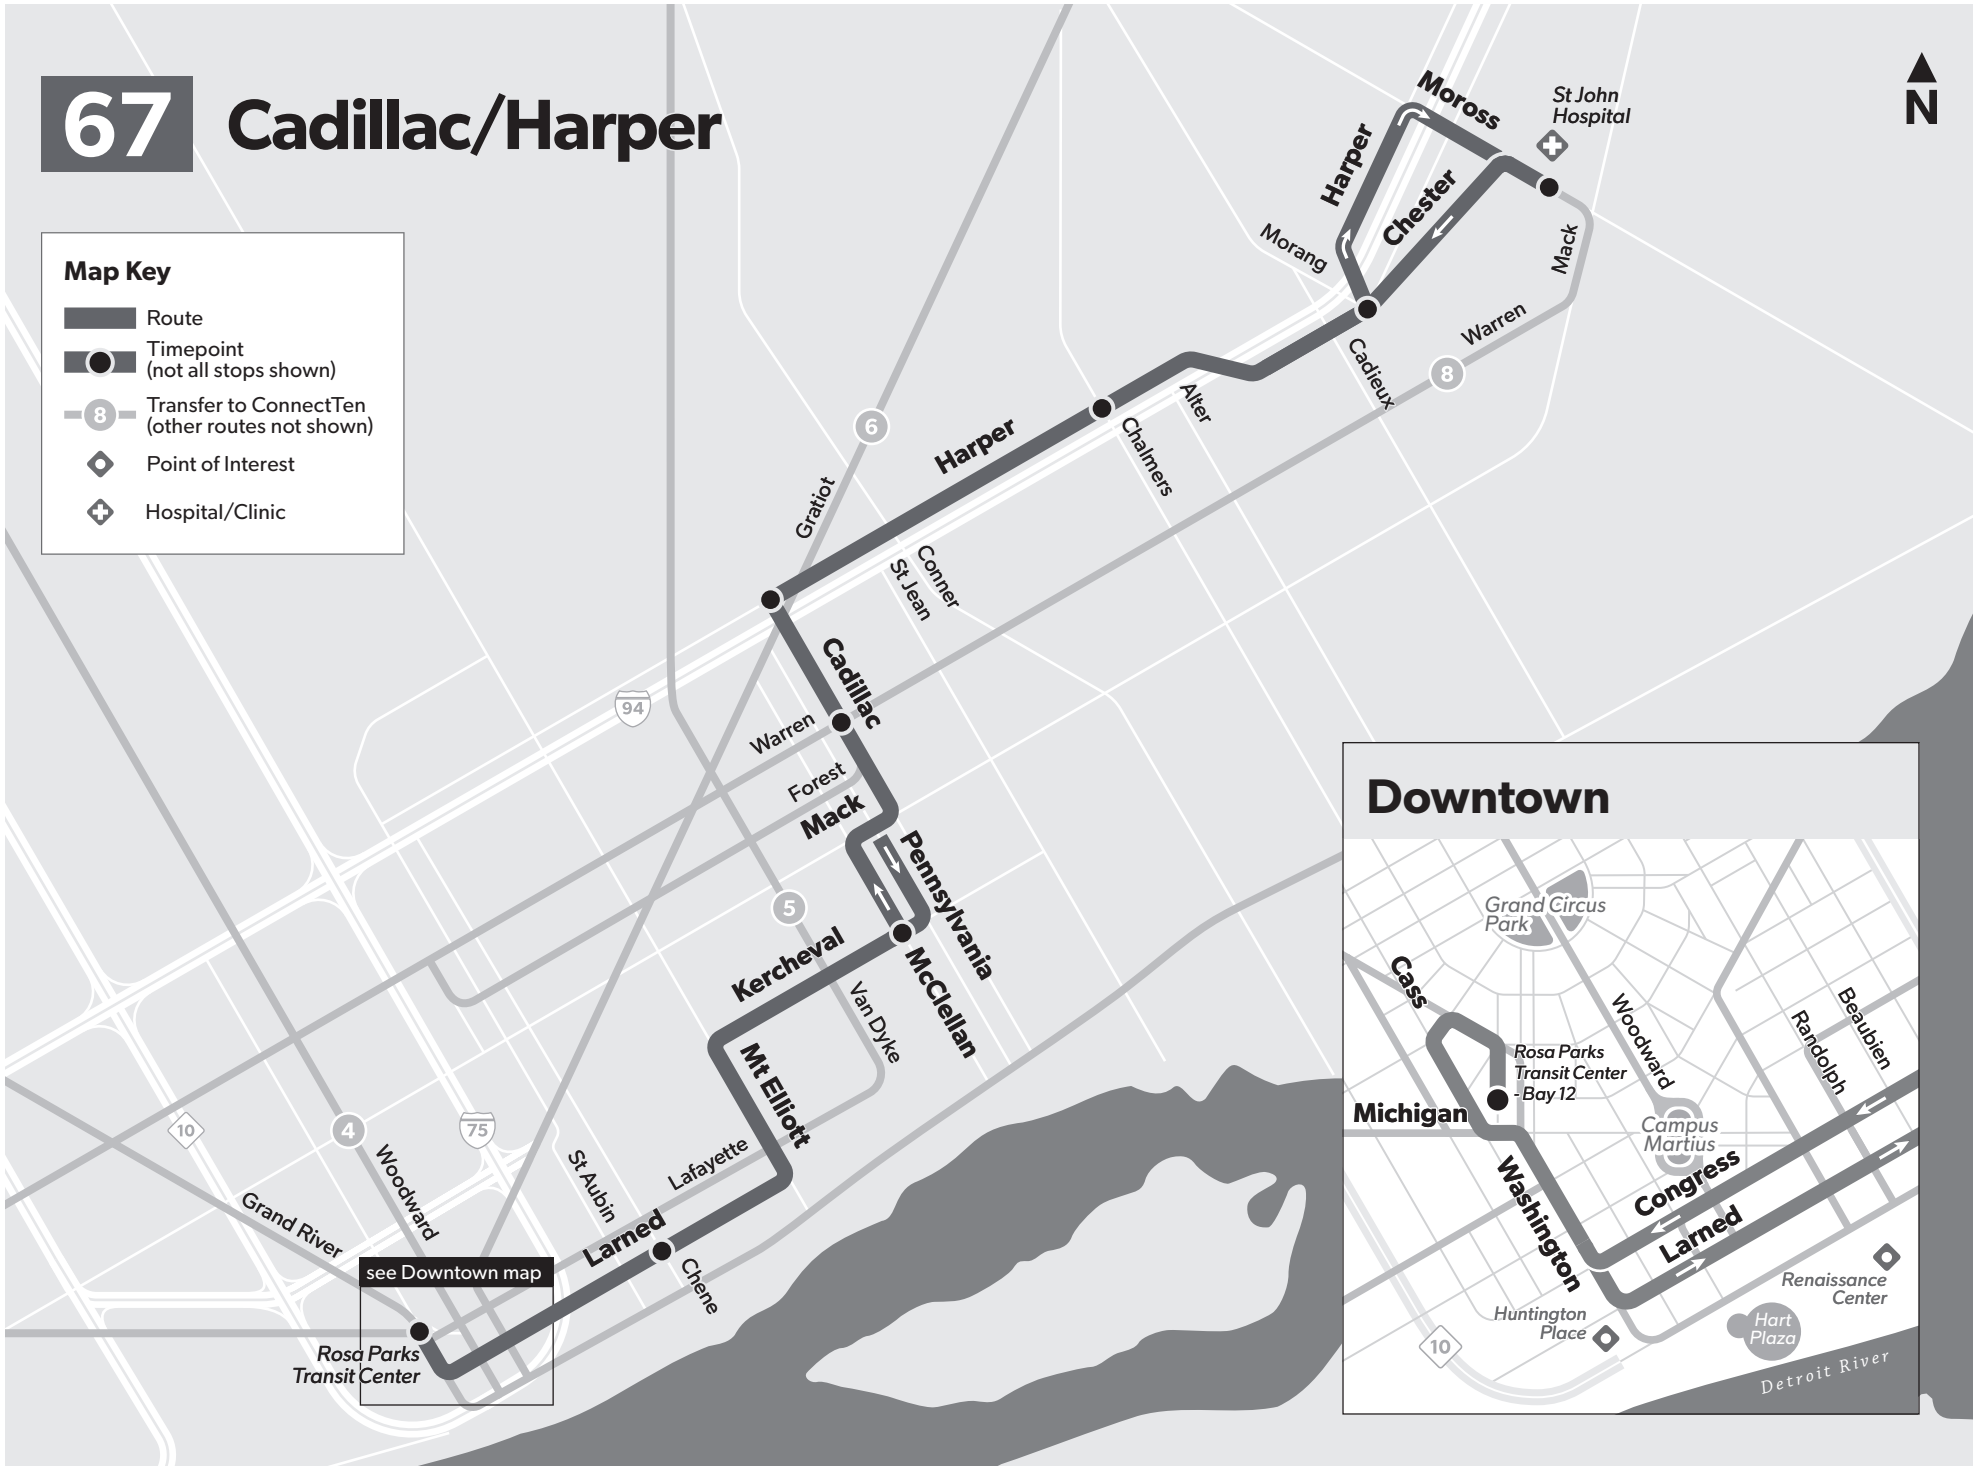 67 Cadillac/Harper
N
Map Key
Route
Timepoint
(not all stops shown)
8
Transfer to ConnectTen
(other routes not shown)
Point of Interest
Hospital/Clinic
Moross
St John
Hospital
Harper
Chester
Morang
Mack
Warren
8
Cadieux
Alter
Chalmers
6
Harper
Gratiot
Conner
St Jean
Cadillac
94
Warren
Forest
Mack
Pennsylvania
5
Kercheval
McClellan
Van Dyke
Mt Elliott
10
4
75
Woodward
St Aubin
Lafayette
Grand River
Larned
Chene
see Downtown map
Rosa Parks
Transit Center
Downtown
Grand Circus
Park
Cass
Woodward
Beaubien
Randolph
Rosa Parks
Transit Center
- Bay 12
Michigan
Campus
Martius
Washington
Congress
Larned
Renaissance
Center
Huntington
Place
Hart
Plaza
10
Detroit River